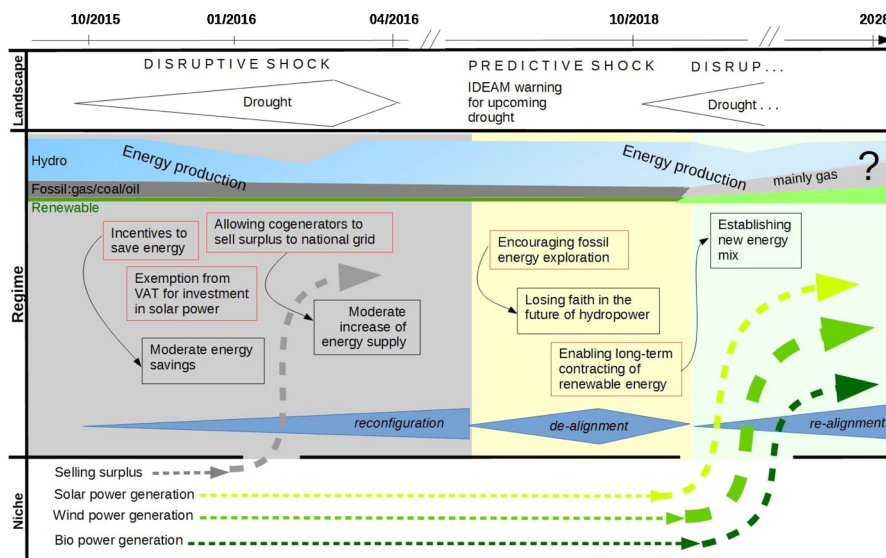 10/2015 01/2016 04/2016 10/2018 2028
Landscape
DISRUPTIVE SHOCK
Drought
PREDICTIVE SHOCK
IDEAM warning
for upcoming
drought
DISRUP...
Drought...
Regime
Hydro
Energy production
Energy production
mainly gas
?
Fossil:gas/coal/oil
Renewable
Incentives to
save energy
Allowing cogenerators to
sell surplus to national grid
Exemption from
VAT for investment
in solar power
Moderate
increase of
energy supply
Moderate energy
savings
Encouraging fossil
energy exploration
Losing faith in the
future of hydropower
Enabling long-term
contracting of
renewable energy
Establishing
new energy
mix
reconfiguration
de-alignment
re-alignment
Niche
Selling surplus
Solar power generation
Wind power generation
Bio power generation